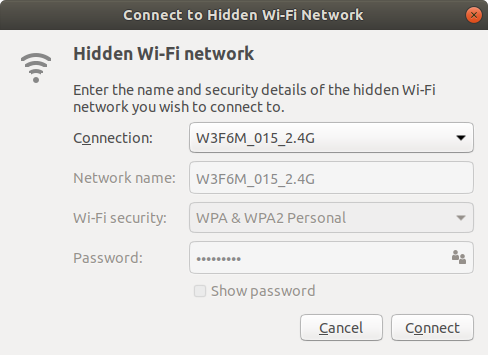 Connect to Hidden Wi-Fi Network
Hidden Wi-Fi network
Enter the name and security details of the hidden Wi-Fi
network you wish to connect to.
Connection: W3F6M_015_2.4G
Network name: W3F6M_015_2.4G
Wi-Fi security: WPA & WPA2 Personal
Password: •••••••••
Show password
Cancel Connect